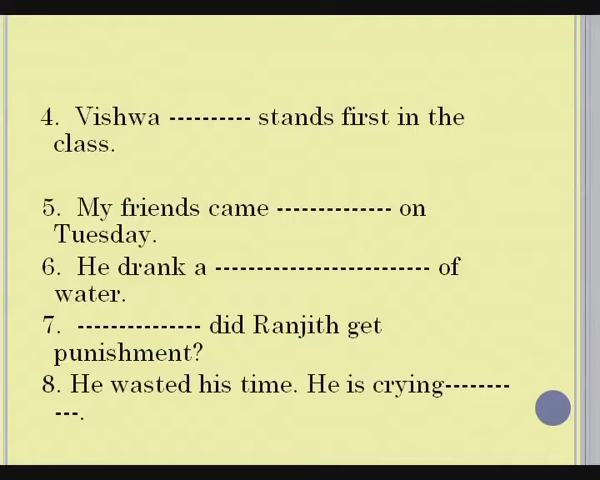 4. Vishwa ---------- stands first in the
class.
5. My friends came -------------- on
Tuesday.
6. He drank a -------------------------- of
water.
7. --------------- did Ranjith get
punishment?
8. He wasted his time. He is crying--------
---.